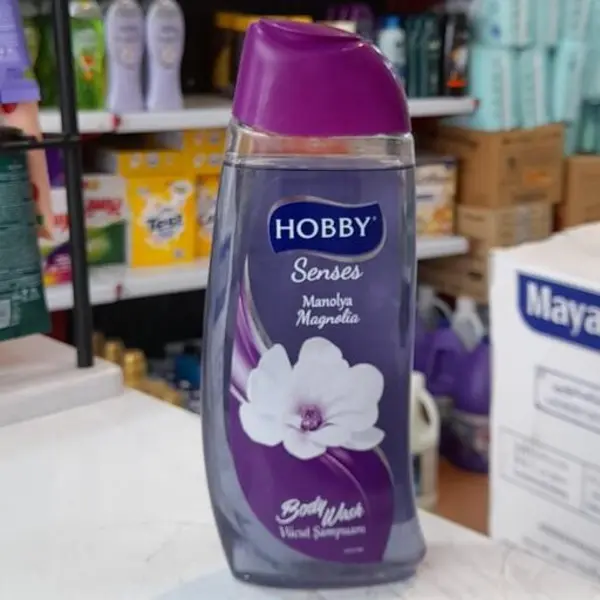 HOBBY
Senses
Manolya
Magnolia
Body Wash
Vücut Şampuanı
Maya
Test